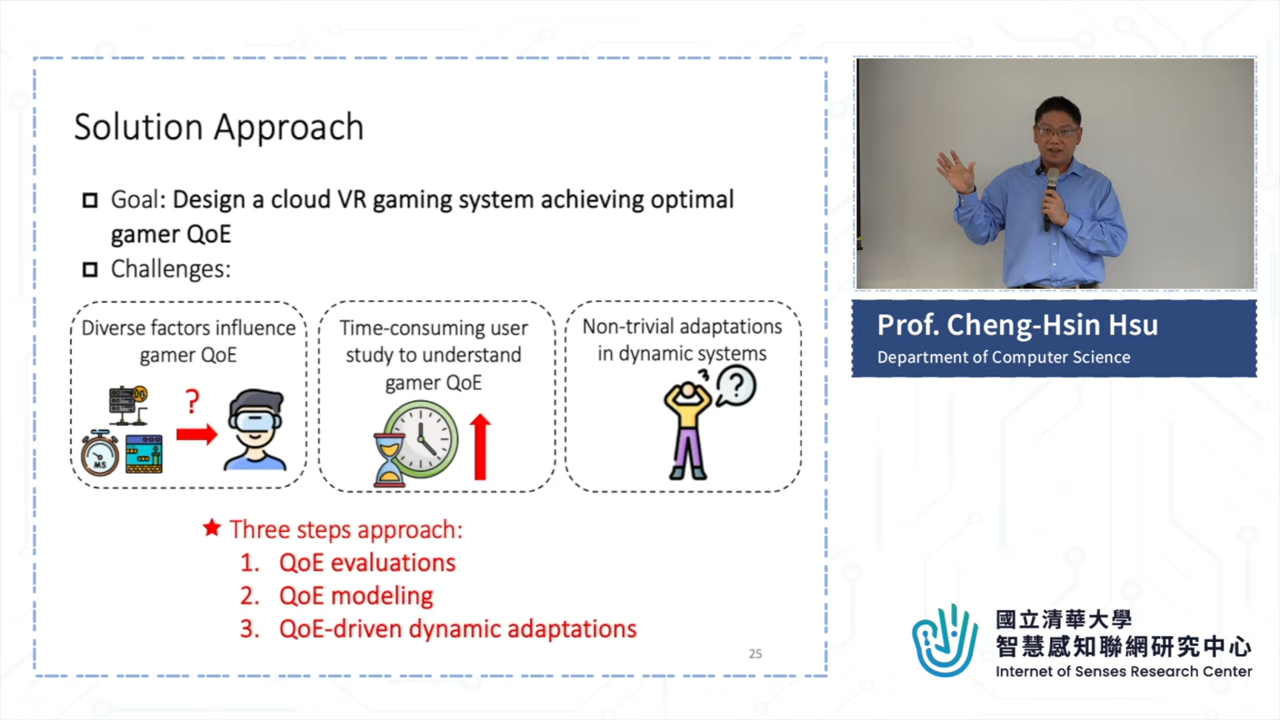 Solution Approach
Goal: Design a cloud VR gaming system achieving optimal
gamer QoE
Challenges:
Diverse factors influence
gamer QoE
?
MS
Time-consuming user
study to understand
gamer QoE
Non-trivial adaptations
in dynamic systems
?
Three steps approach:
1. QoE evaluations
2. QoE modeling
3. QoE-driven dynamic adaptations
25
Prof. Cheng-Hsin Hsu
Department of Computer Science
國立清華大學
智慧感知聯網研究中心
Internet of Senses Research Center